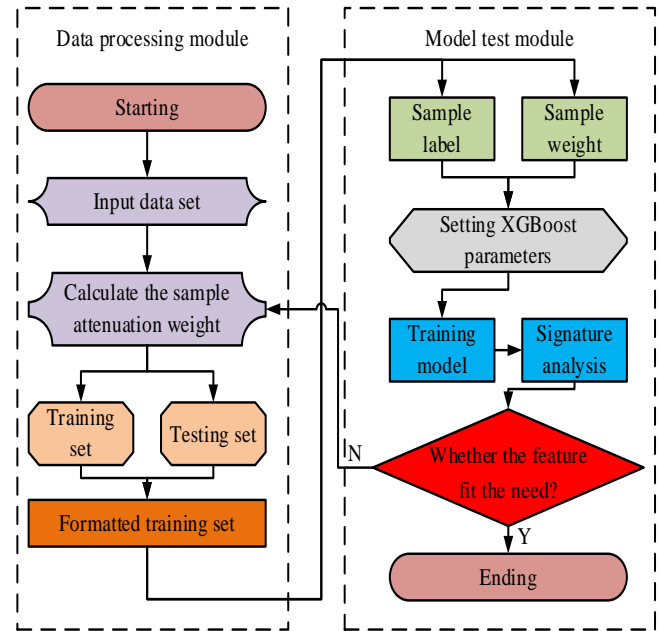 Data processing module
Starting
Input data set
Calculate the sample
attenuation weight
Training
set
Testing set
Formatted training set
Model test module
Sample
label
Sample
weight
Setting XGBoost
parameters
Training
model
Signature
analysis
Whether the feature
fit the need?
N
Y
Ending